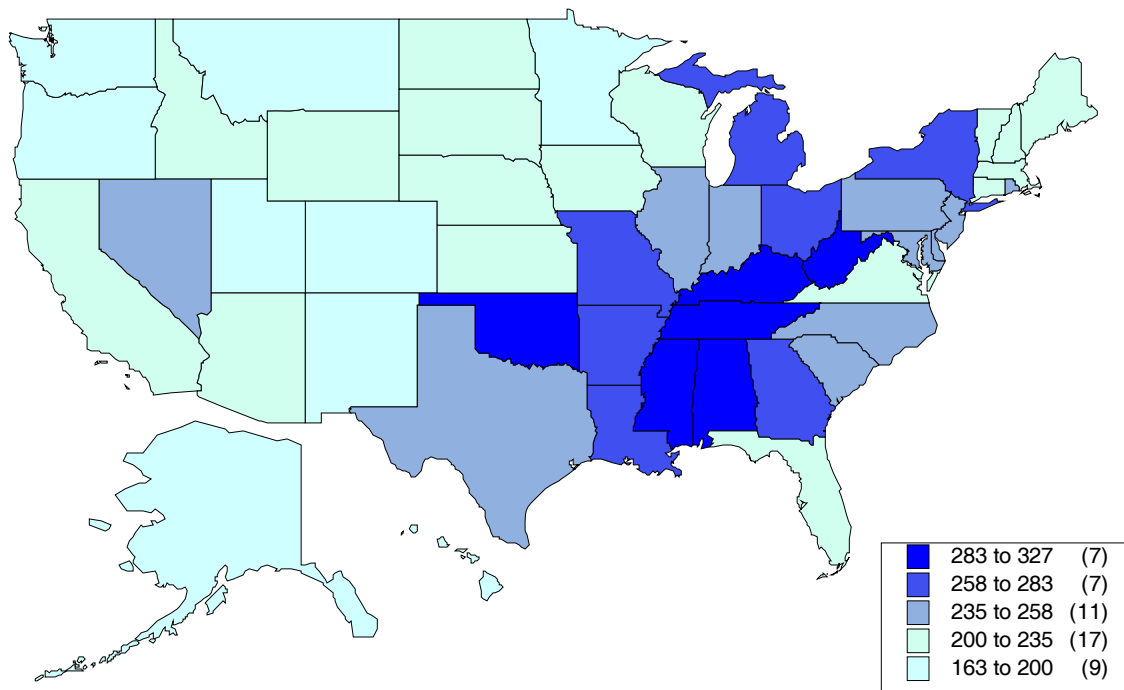 283 to 327 (7)
258 to 283 (7)
235 to 258 (11)
200 to 235 (17)
163 to 200 (9)